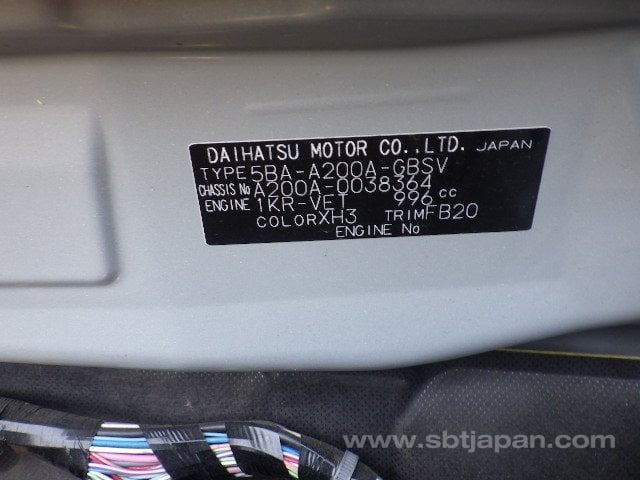 DAIHATSU MOTOR CO.,LTD. JAPAN
TYPE 5BA-A200A-GBSV
CHASSIS No A200A-0038364
ENGINE 1KR-VET 996 cc
COLOR XH3 TRIM FB20
ENGINE No
www.sbtjapan.com